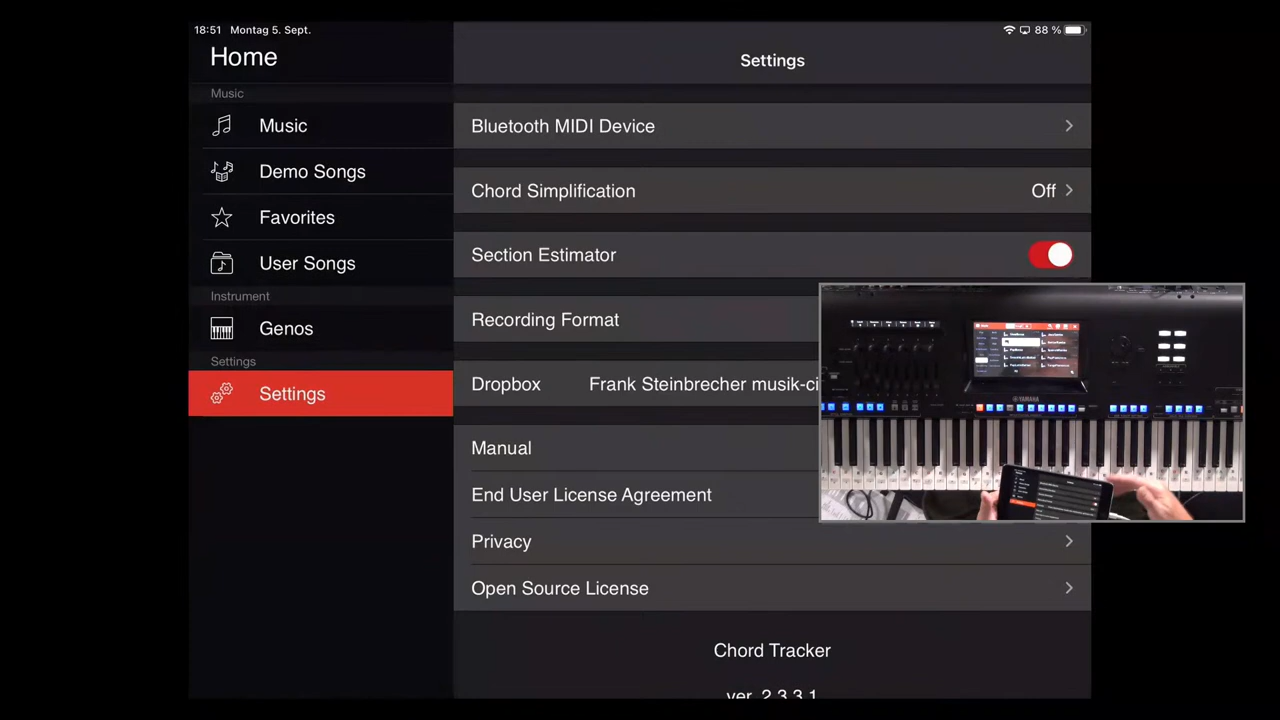 18:51 Montag 5. Sept.
88 %
Home
Settings
Music
Music
Demo Songs
Favorites
User Songs
Instrument
Genos
Settings
Settings
Bluetooth MIDI Device
Chord Simplification Off
Section Estimator
Recording Format
Dropbox Frank Steinbrecher musik-ci
Manual
End User License Agreement
Privacy
Open Source License
Chord Tracker
ver. 2.3.3.1
YAMAHA